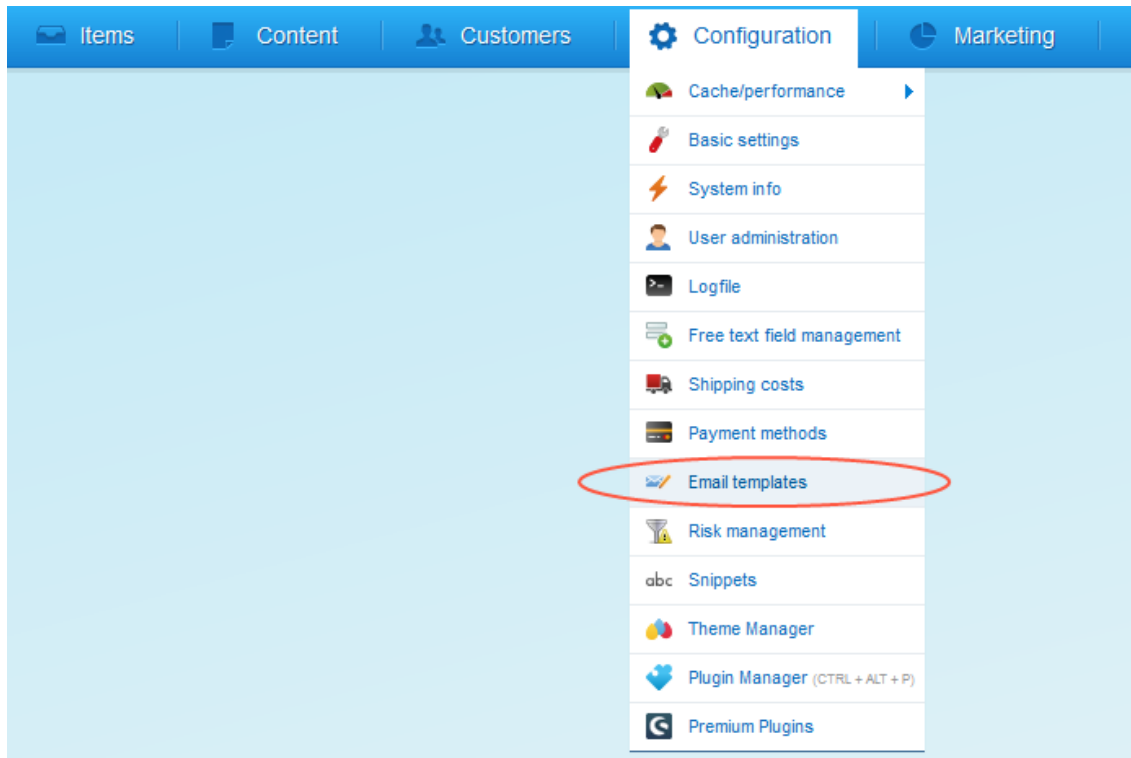 Items Content Customers Configuration Marketing
Cache/performance
Basic settings
System info
User administration
Logfile
Free text field management
Shipping costs
Payment methods
Email templates
Risk management
abc Snippets
Theme Manager
Plugin Manager (CTRL + ALT + P)
Premium Plugins